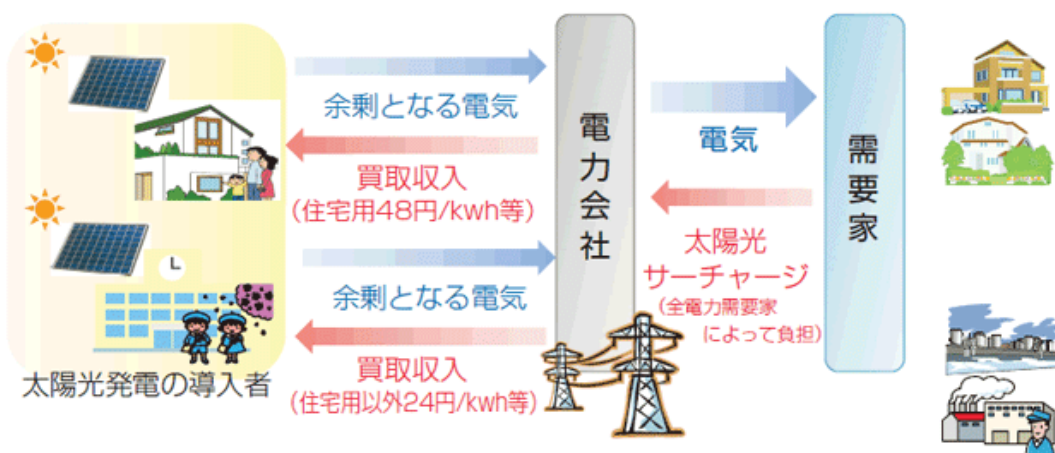 余剰となる電気
買取収入
(住宅用48円/kwh等)
余剰となる電気
買取収入
(住宅用以外24円/kwh等)
太陽光発電の導入者
電力会社
電気
太陽光
サーチャージ
(全電力需要家
によって負担)
需要家